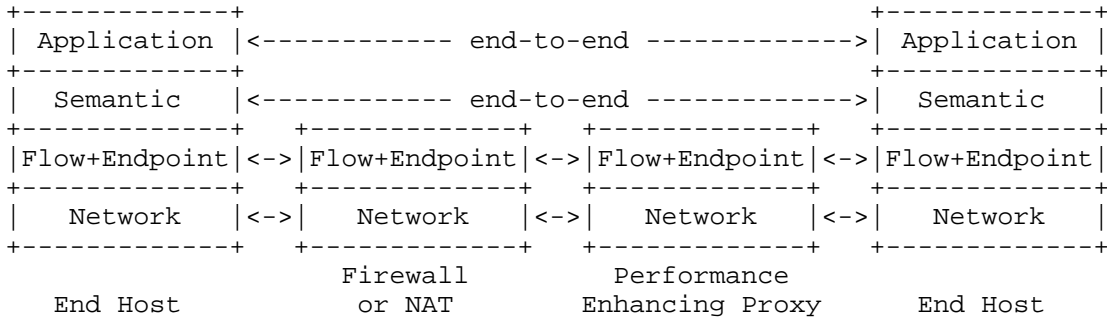 +-------------+                                       +-------------+
| Application |<------------ end-to-end ------------->| Application |
+-------------+                                       +-------------+
|  Semantic   |<------------ end-to-end ------------->|  Semantic   |
+-------------+   +-------------+   +-------------+   +-------------+
|Flow+Endpoint|<->|Flow+Endpoint|<->|Flow+Endpoint|<->|Flow+Endpoint|
+-------------+   +-------------+   +-------------+   +-------------+
|   Network   |<->|   Network   |<->|   Network   |<->|   Network   |
+-------------+   +-------------+   +-------------+   +-------------+
                     Firewall         Performance
   End Host           or NAT        Enhancing Proxy      End Host